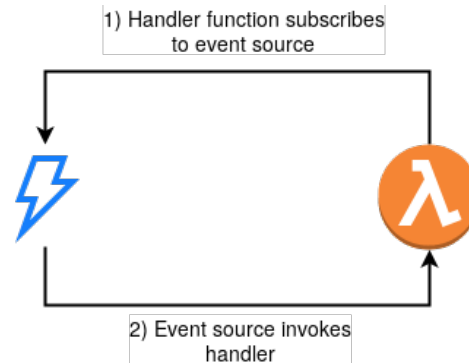 1) Handler function subscribes
to event source
λ
2) Event source invokes
handler